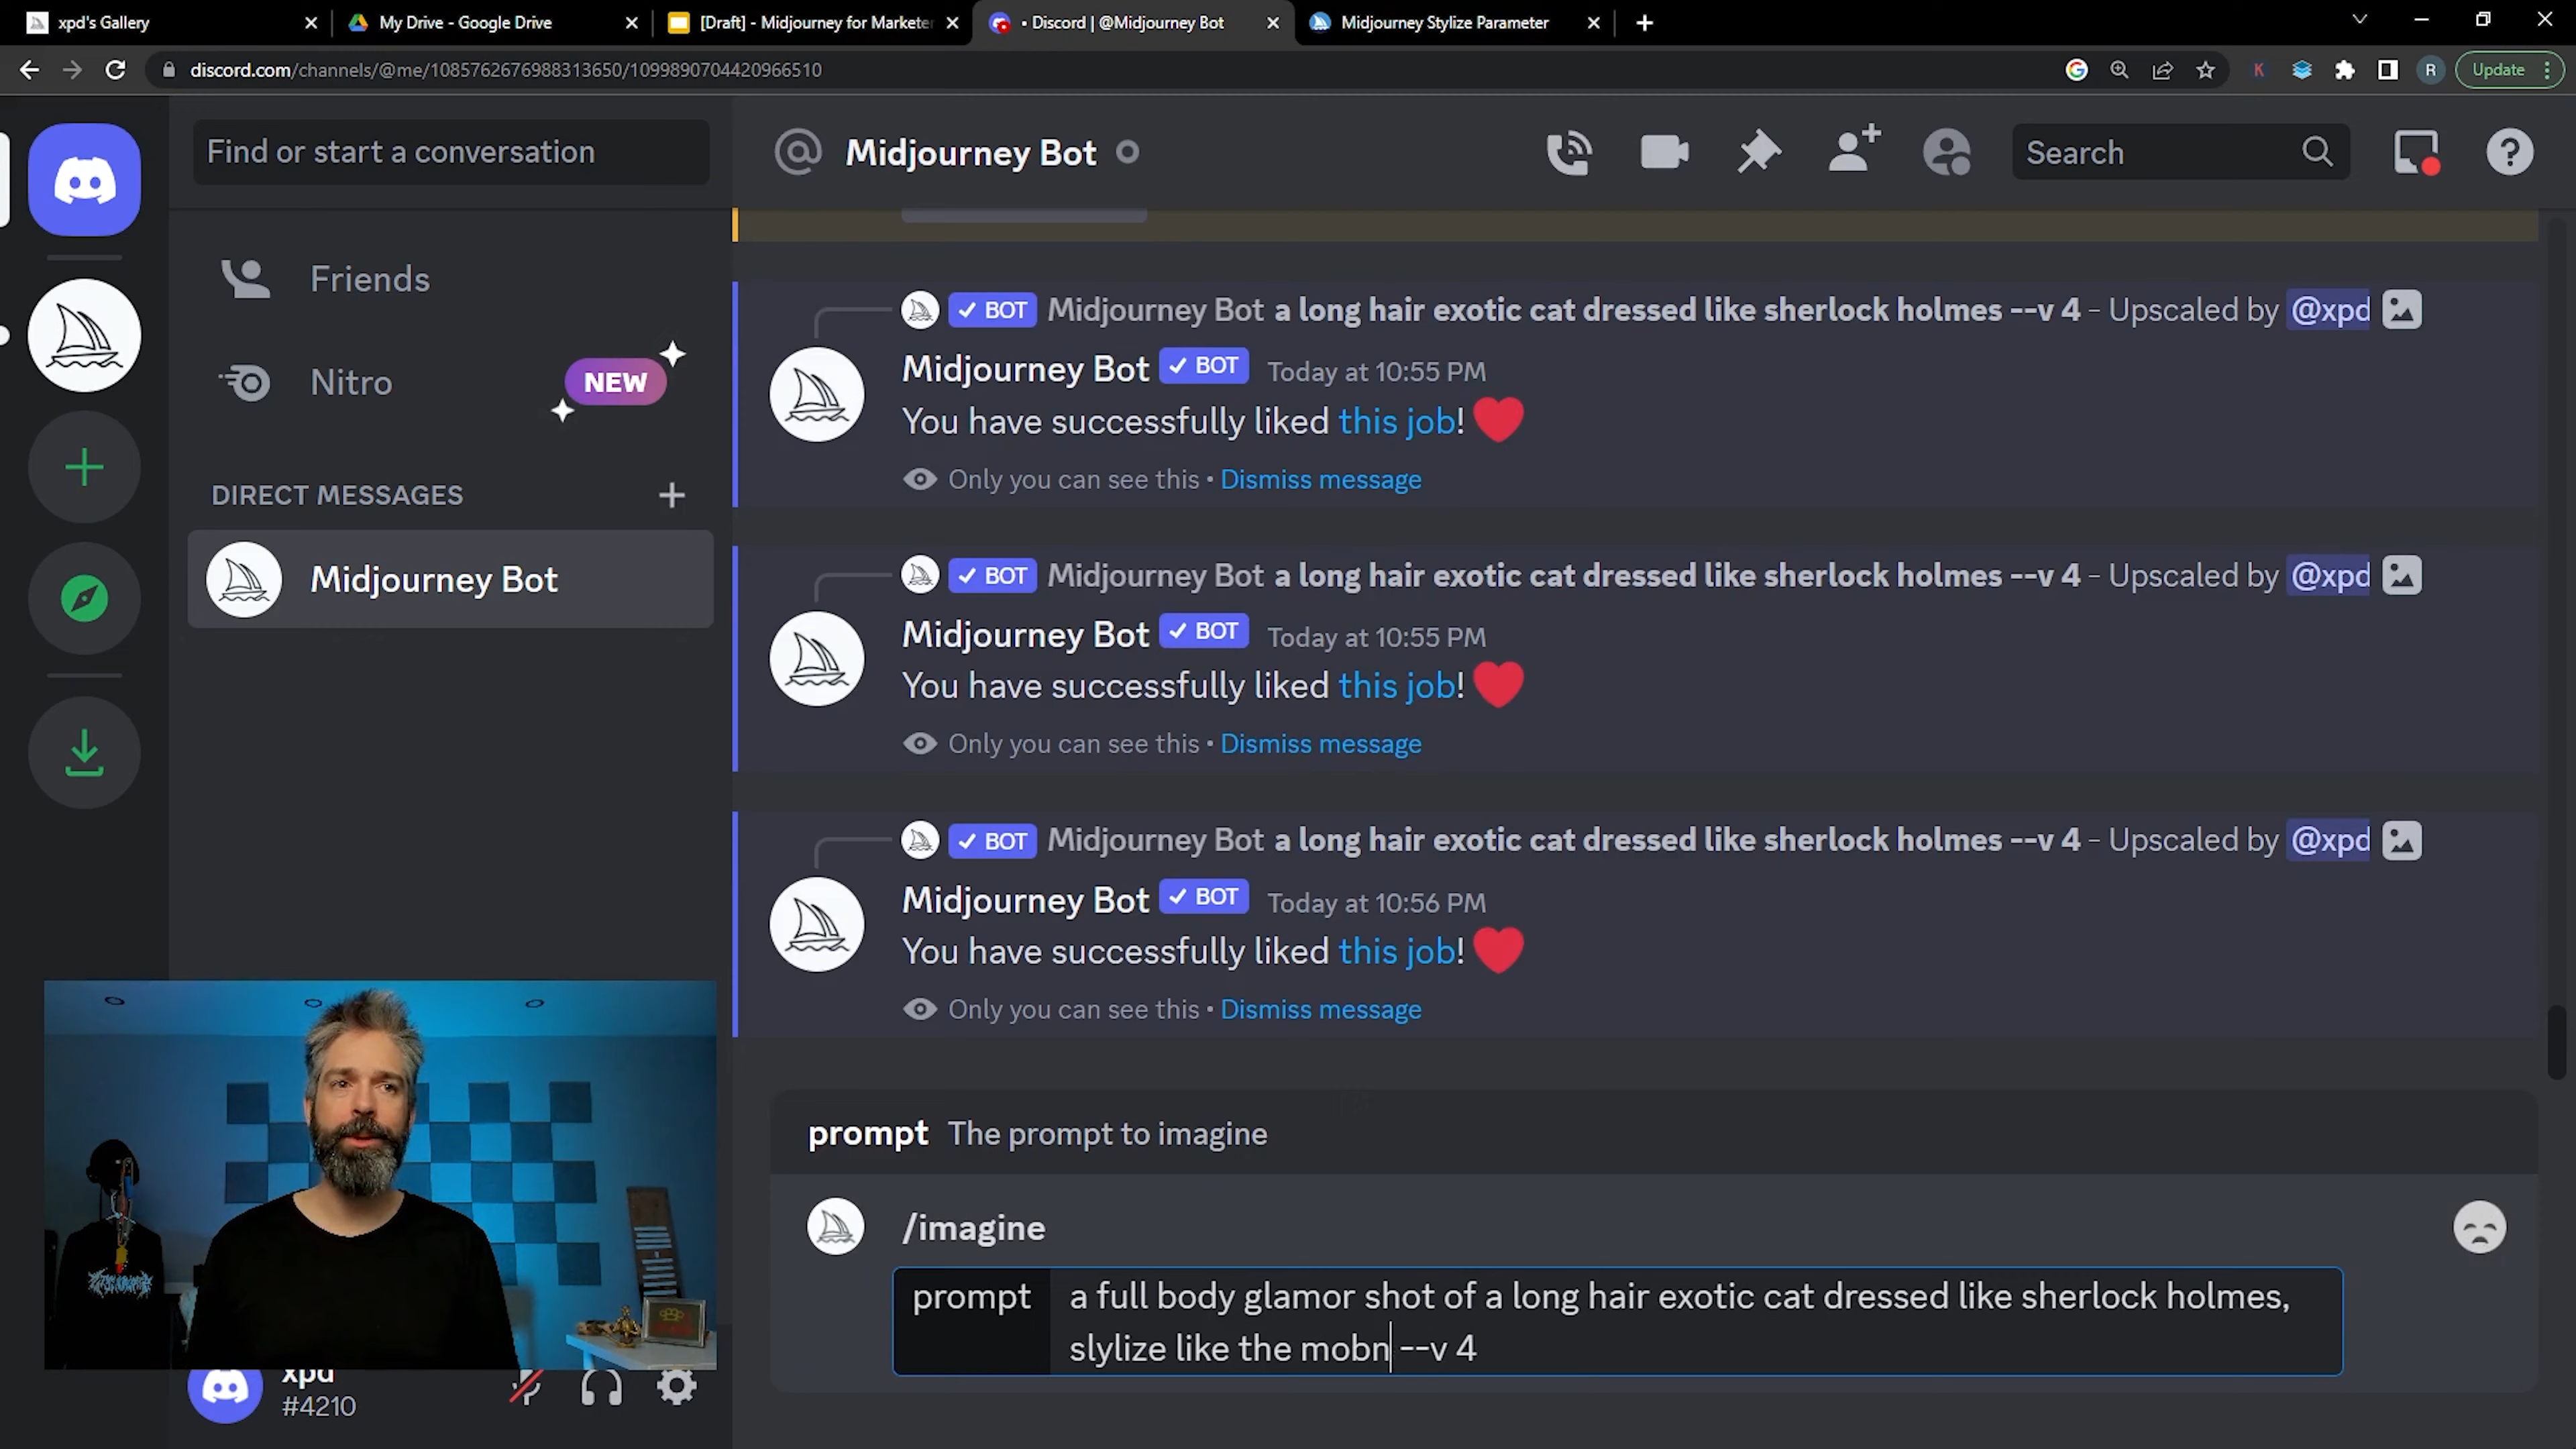 xpd's Gallery
My Drive - Google Drive
[Draft] - Midjourney for Markete
• Discord | @Midjourney Bot
Midjourney Stylize Parameter
discord.com/channels/@me/1085762676988313650/1099890704420966510
K
R
Update
Find or start a conversation
Midjourney Bot
Search
Friends
Nitro
NEW
DIRECT MESSAGES
Midjourney Bot
BOT Midjourney Bot a long hair exotic cat dressed like sherlock holmes --v 4 - Upscaled by @xpd
Midjourney Bot BOT Today at 10:55 PM
You have successfully liked this job!
Only you can see this • Dismiss message
BOT Midjourney Bot a long hair exotic cat dressed like sherlock holmes --v 4 - Upscaled by @xpd
Midjourney Bot BOT Today at 10:55 PM
You have successfully liked this job!
Only you can see this • Dismiss message
BOT Midjourney Bot a long hair exotic cat dressed like sherlock holmes --v 4 - Upscaled by @xpd
Midjourney Bot BOT Today at 10:56 PM
You have successfully liked this job!
Only you can see this • Dismiss message
prompt The prompt to imagine
/imagine
prompt a full body glamor shot of a long hair exotic cat dressed like sherlock holmes,
slylize like the mobn --v 4
xpd
#4210